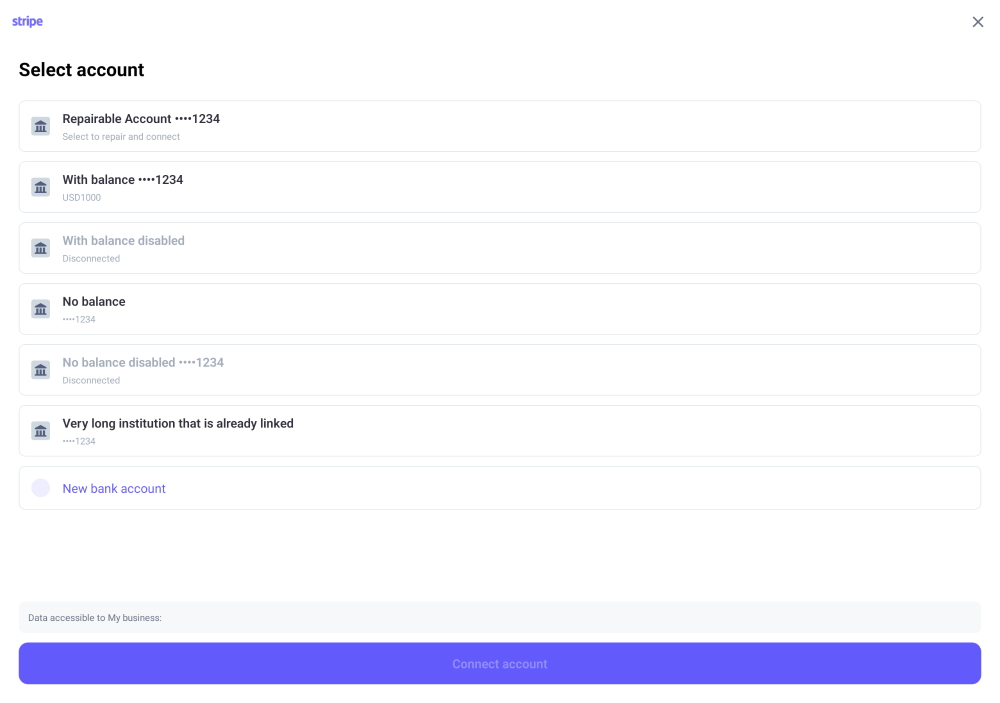 stripe
Select account
Repairable Account ••••1234
Select to repair and connect
With balance ••••1234
USD1000
With balance disabled
Disconnected
No balance
••••1234
No balance disabled ••••1234
Disconnected
Very long institution that is already linked
••••1234
New bank account
Data accessible to My business:
Connect account